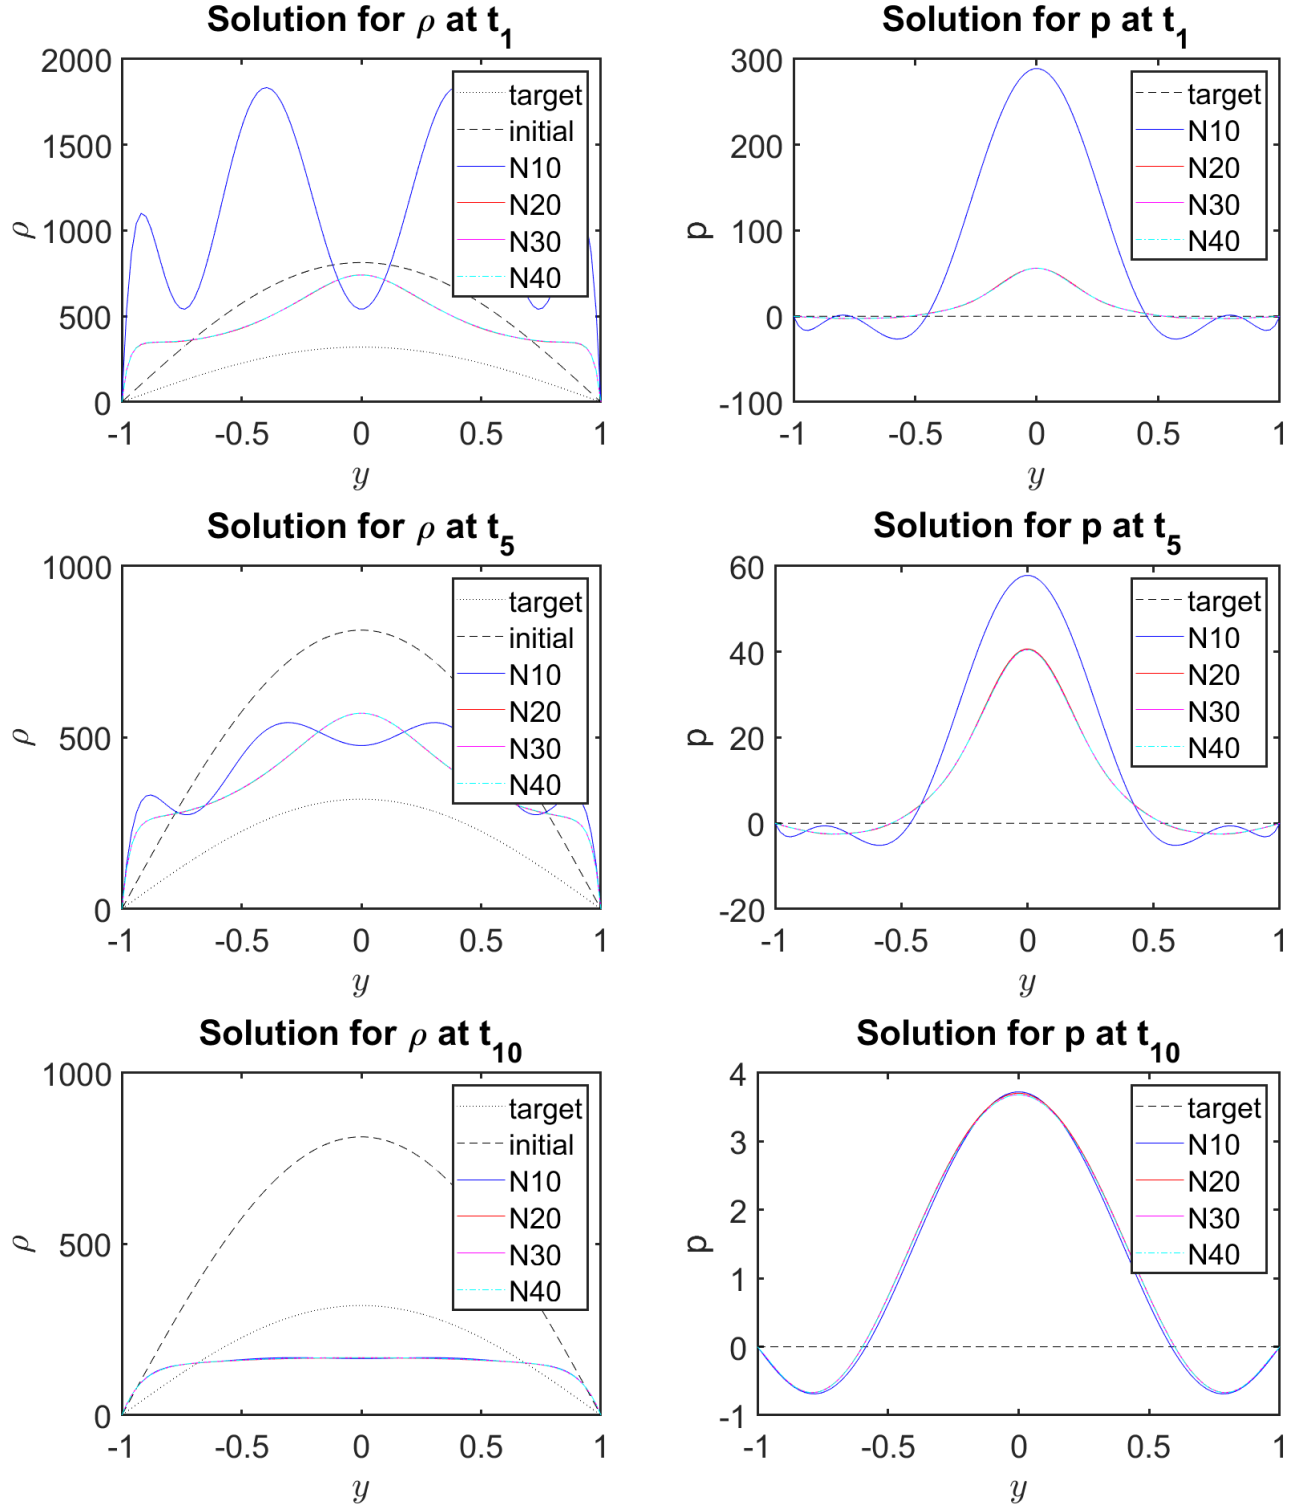 Solution for ρ at t1
2000
1500
1000
500
0
ρ
-1 -0.5 0 0.5 1
y
target
initial
N10
N20
N30
N40
Solution for p at t1
300
200
100
0
-100
p
-1 -0.5 0 0.5 1
y
target
N10
N20
N30
N40
Solution for ρ at t5
1000
500
0
ρ
-1 -0.5 0 0.5 1
y
target
initial
N10
N20
N30
N40
Solution for p at t5
60
40
20
0
-20
p
-1 -0.5 0 0.5 1
y
target
N10
N20
N30
N40
Solution for ρ at t10
1000
500
0
ρ
-1 -0.5 0 0.5 1
y
target
initial
N10
N20
N30
N40
Solution for p at t10
4
3
2
1
0
-1
p
-1 -0.5 0 0.5 1
y
target
N10
N20
N30
N40